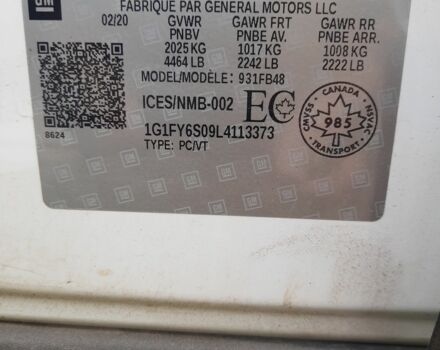 GM
FABRIQUE PAR GENERAL MOTORS LLC
02/20 GVWR GAWR FRT GAWR RR
PNBV PNBE AV. PNBE ARR.
2025 KG 1017 KG 1008 KG
4464 LB 2242 LB 2222 LB
MODEL/MODÈLE: 931FB48
ICES/NMB-002 EC
CANADA
CMVSS 985 NSVAC
TRANSPORT
8624
1G1FY6S09L4113373
TYPE: PC/VT